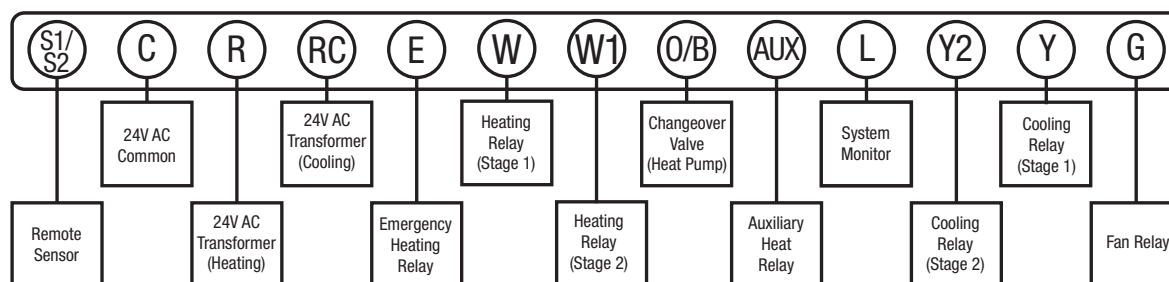 S1/
S2
C
R
RC
E
W
W1
O/B
AUX
L
Y2
Y
G
24V AC
Common
24V AC
Transformer
(Cooling)
Heating
Relay
(Stage 1)
Changeover
Valve
(Heat Pump)
System
Monitor
Cooling
Relay
(Stage 1)
Remote
Sensor
24V AC
Transformer
(Heating)
Emergency
Heating
Relay
Heating
Relay
(Stage 2)
Auxiliary
Heat
Relay
Cooling
Relay
(Stage 2)
Fan Relay